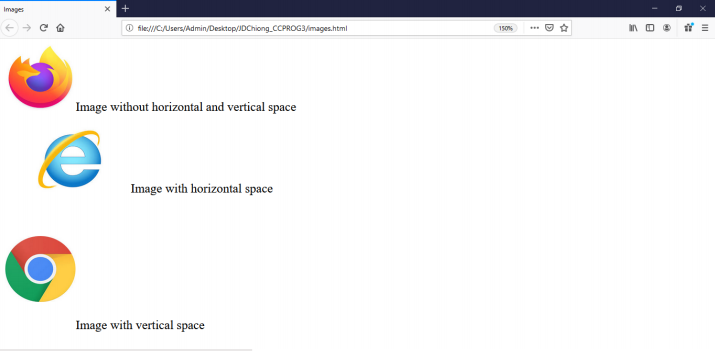 Images
file:///C:/Users/Admin/Desktop/JDChiong_CCPROG3/images.html
150%
Image without horizontal and vertical space
Image with horizontal space
Image with vertical space